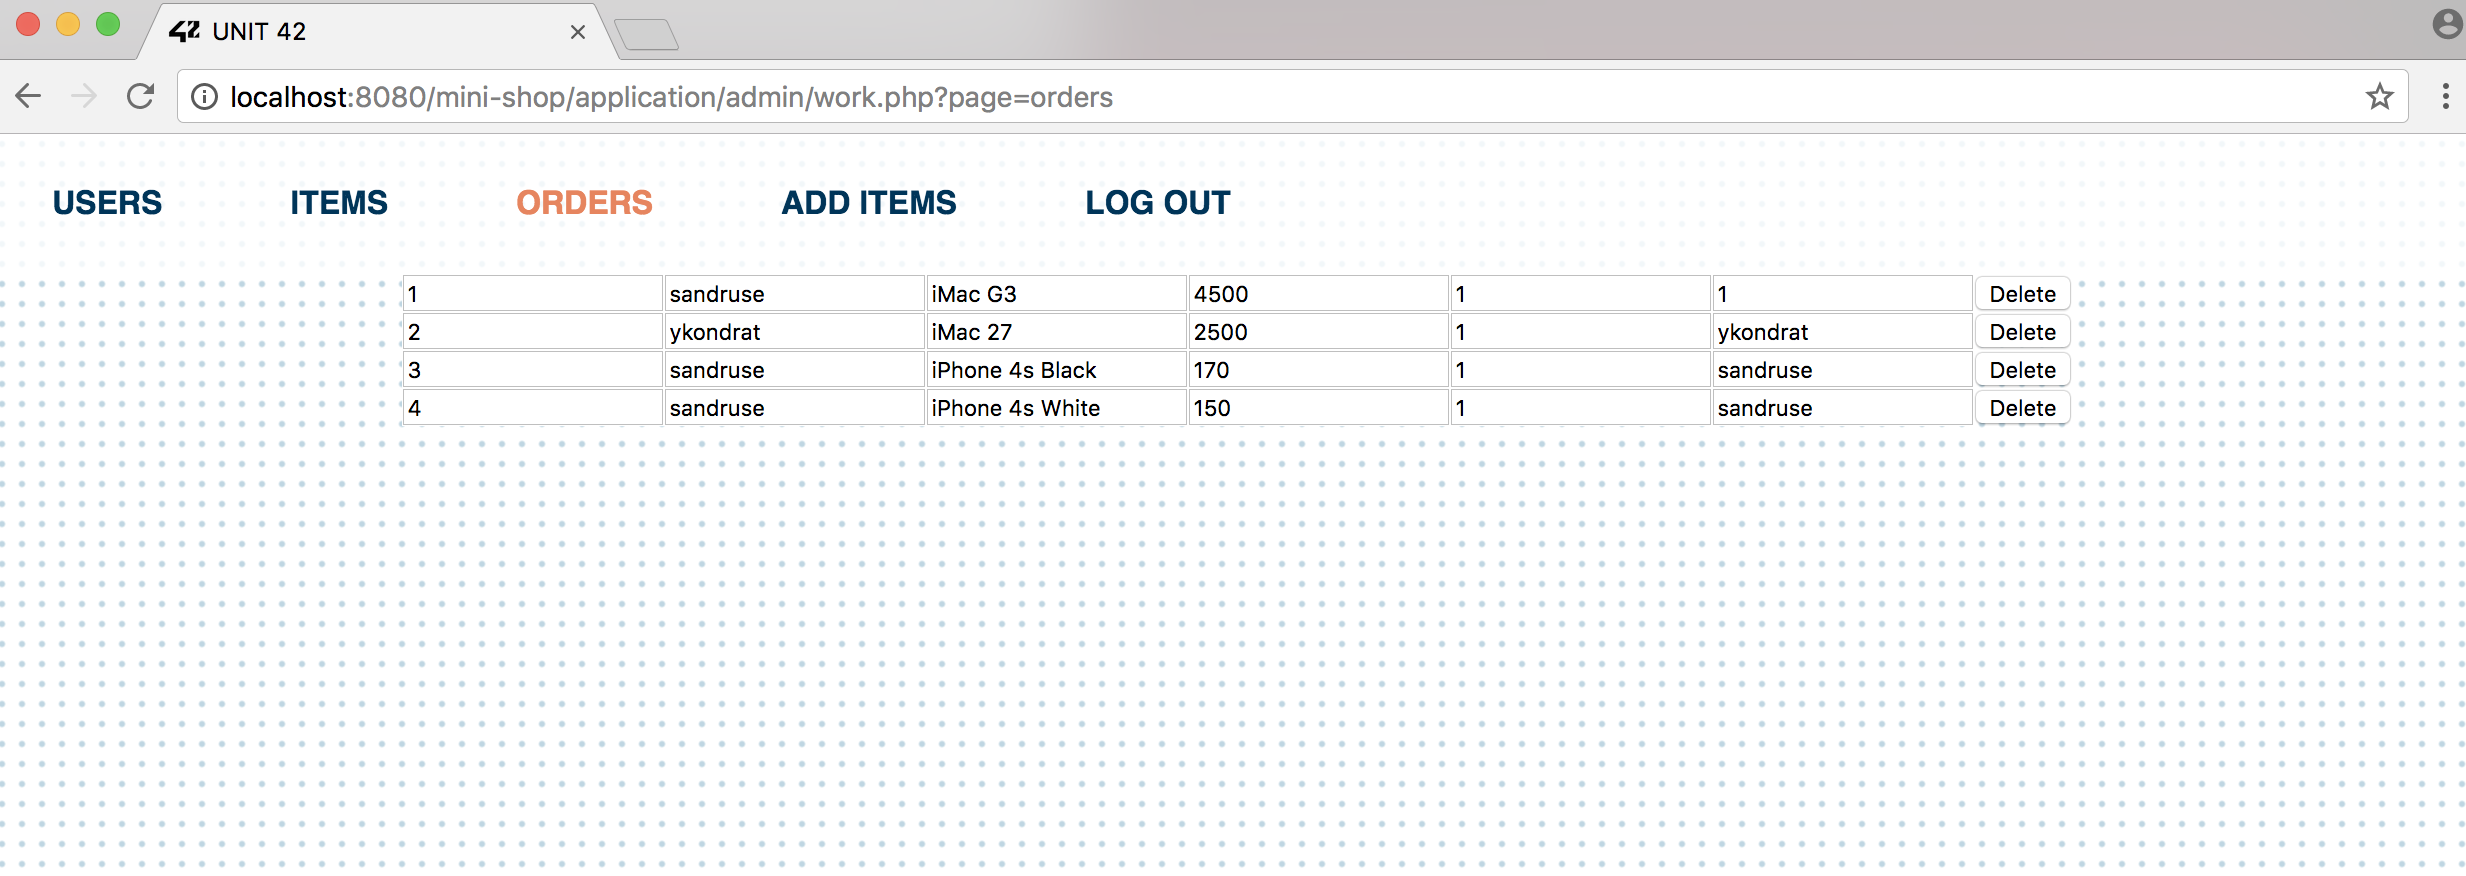 42 UNIT 42
localhost:8080/mini-shop/application/admin/work.php?page=orders
USERS ITEMS ORDERS ADD ITEMS LOG OUT
1 sandruse iMac G3 4500 1 1 Delete
2 ykondrat iMac 27 2500 1 ykondrat Delete
3 sandruse iPhone 4s Black 170 1 sandruse Delete
4 sandruse iPhone 4s White 150 1 sandruse Delete